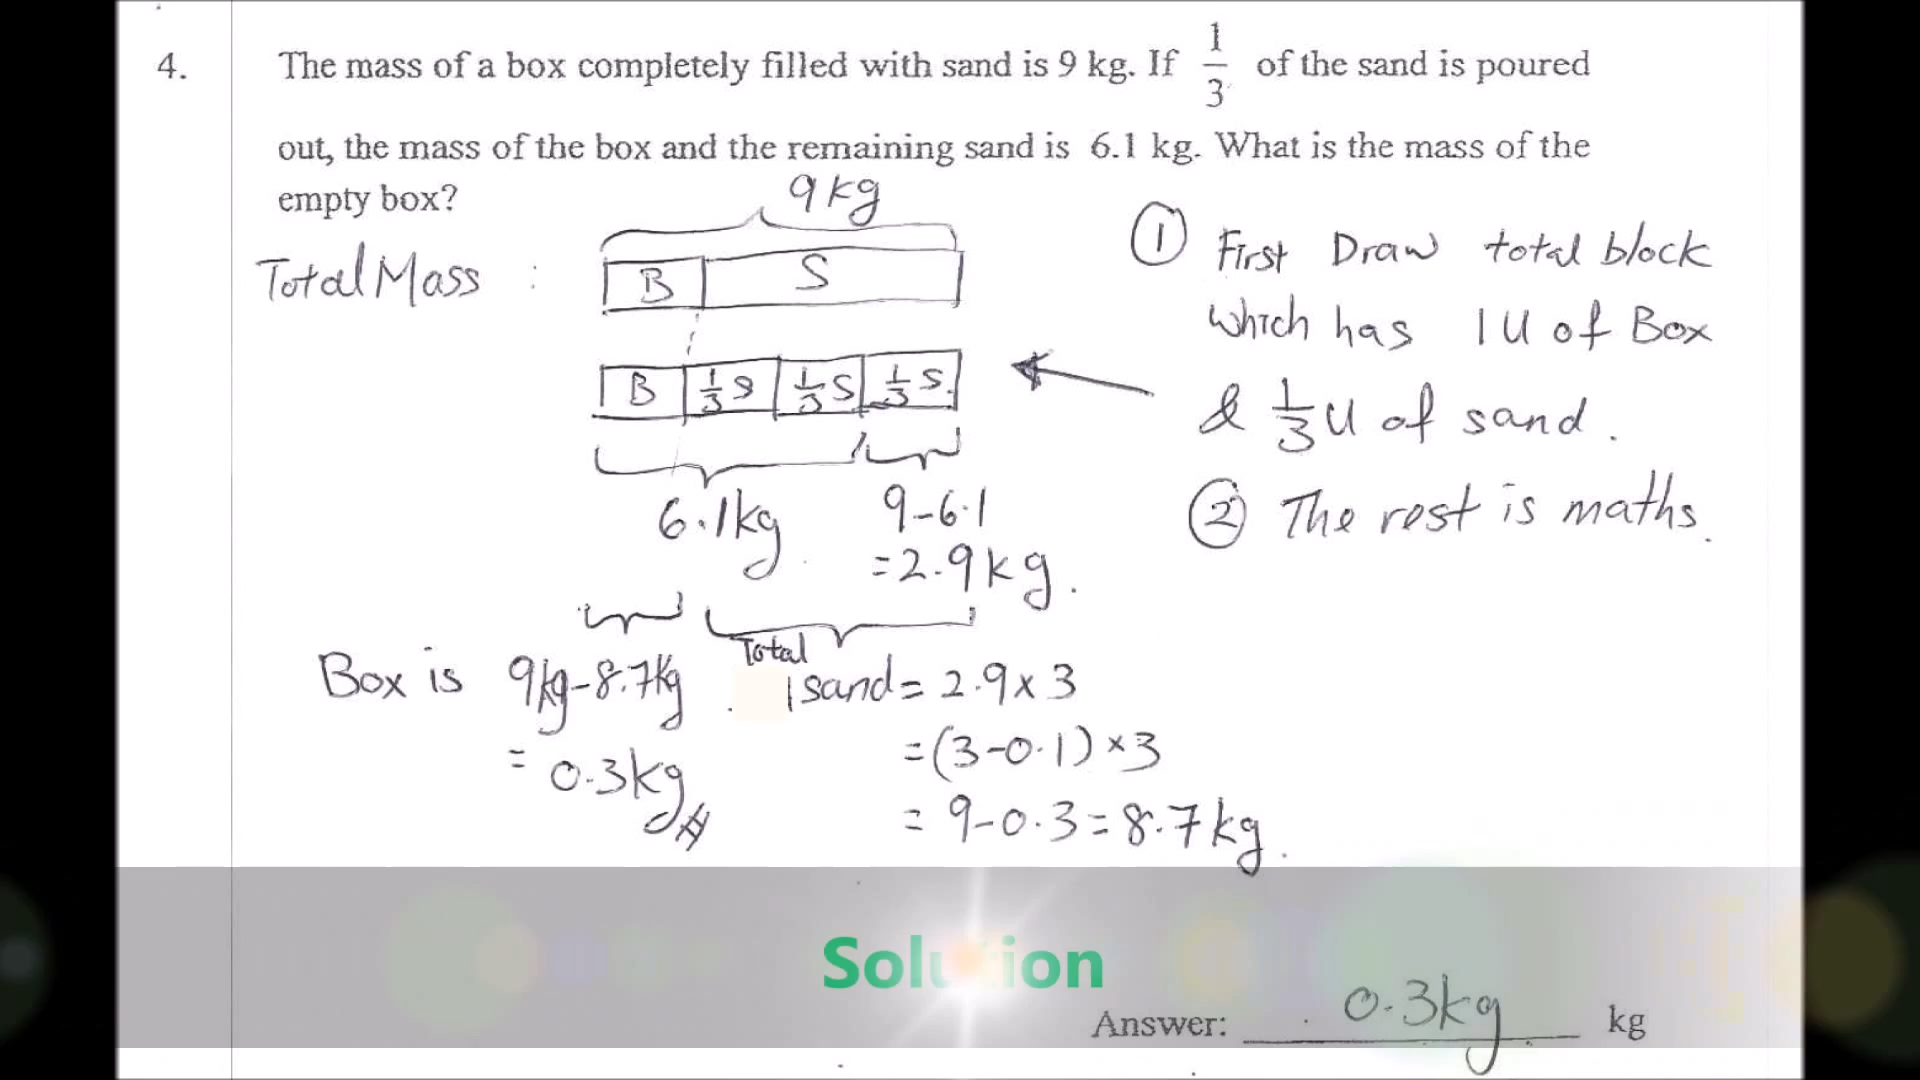 4. The mass of a box completely filled with sand is 9 kg. If 1/3 of the sand is poured
out, the mass of the box and the remaining sand is 6.1 kg. What is the mass of the
empty box?
9kg
Total Mass : B S
B 1/3 S 1/3 S 1/3 S
6.1kg 9-6.1
=2.9kg.
① First Draw total block
which has 1U of Box
& 1/3 U of sand.
② The rest is maths.
Total
Box is 9kg-8.7kg sand = 2.9 x 3
= 0.3kg
=(3-0.1) x 3
= 9-0.3=8.7kg.
Solution
Answer: 0.3kg kg